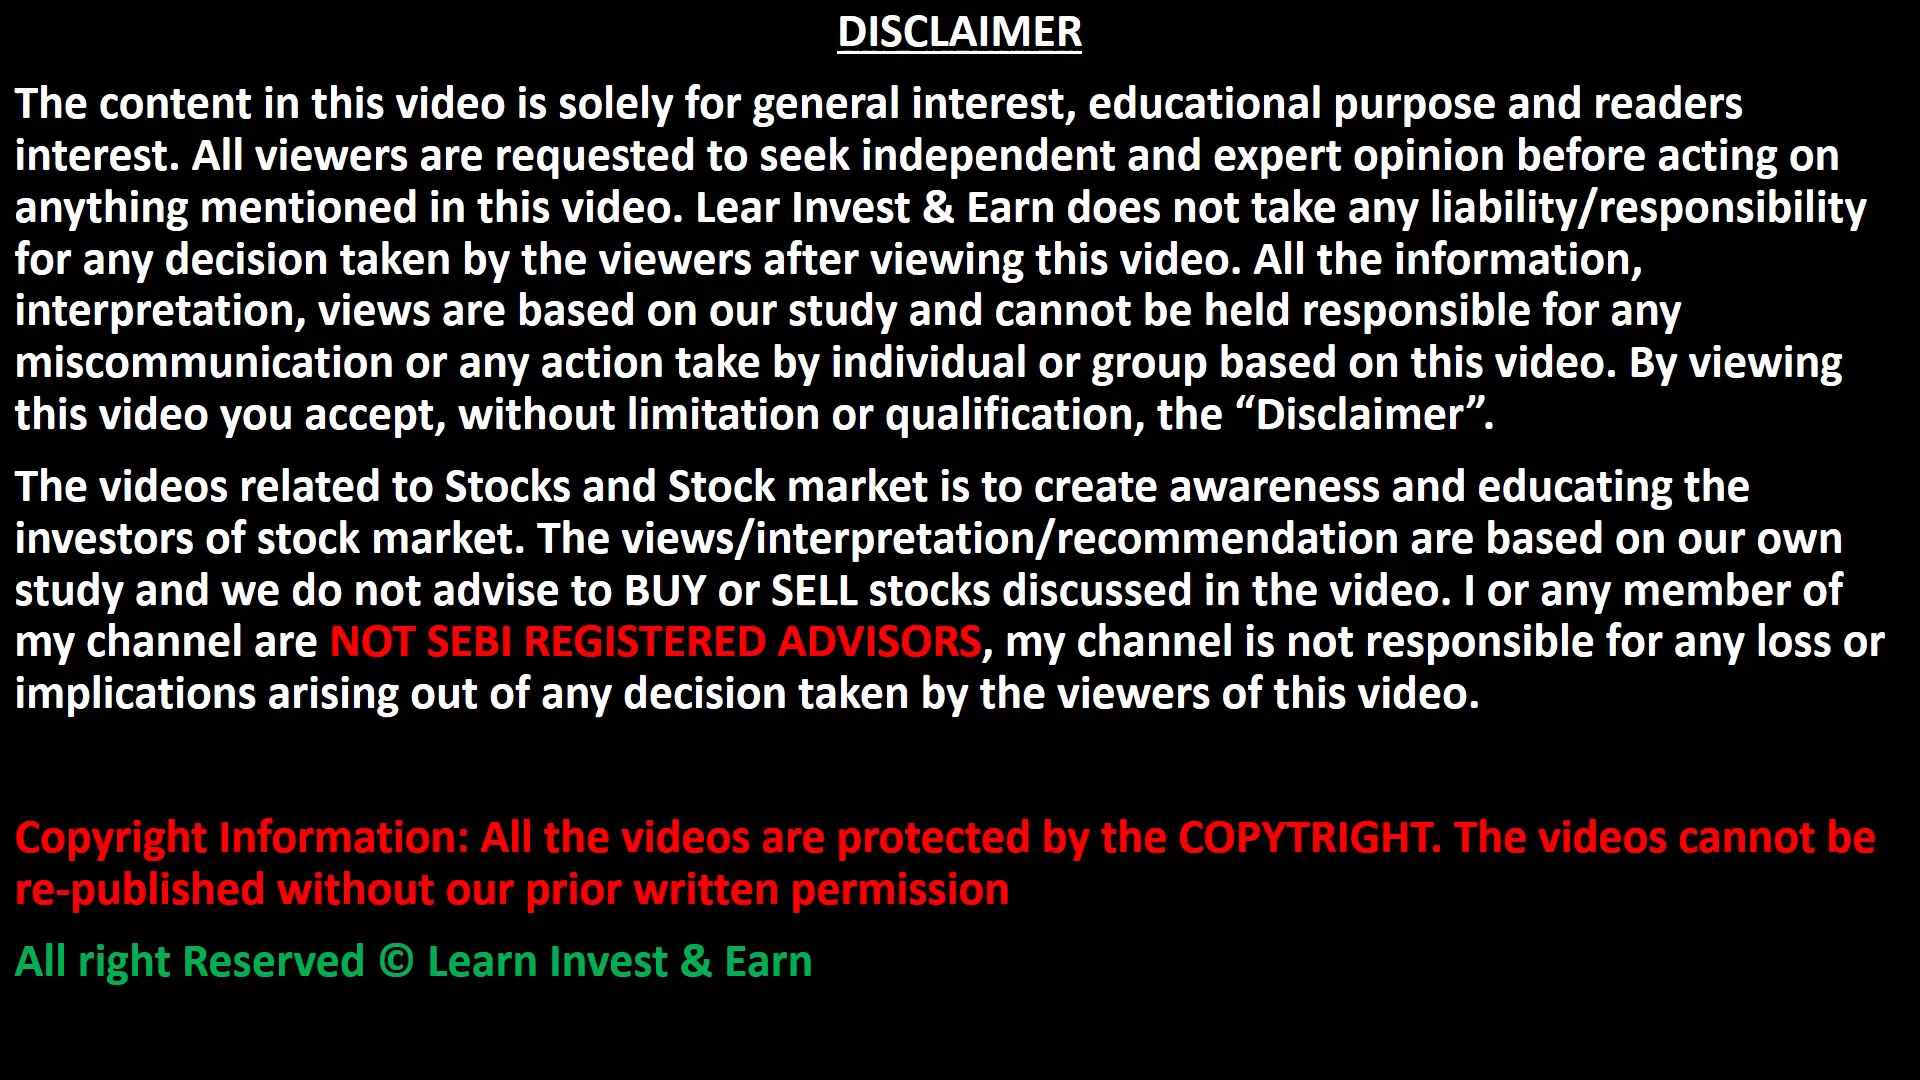 DISCLAIMER
The content in this video is solely for general interest, educational purpose and readers
interest. All viewers are requested to seek independent and expert opinion before acting on
anything mentioned in this video. Lear Invest & Earn does not take any liability/responsibility
for any decision taken by the viewers after viewing this video. All the information,
interpretation, views are based on our study and cannot be held responsible for any
miscommunication or any action take by individual or group based on this video. By viewing
this video you accept, without limitation or qualification, the “Disclaimer”.
The videos related to Stocks and Stock market is to create awareness and educating the
investors of stock market. The views/interpretation/recommendation are based on our own
study and we do not advise to BUY or SELL stocks discussed in the video. I or any member of
my channel are NOT SEBI REGISTERED ADVISORS, my channel is not responsible for any loss or
implications arising out of any decision taken by the viewers of this video.
Copyright Information: All the videos are protected by the COPYTRIGHT. The videos cannot be
re-published without our prior written permission
All right Reserved © Learn Invest & Earn